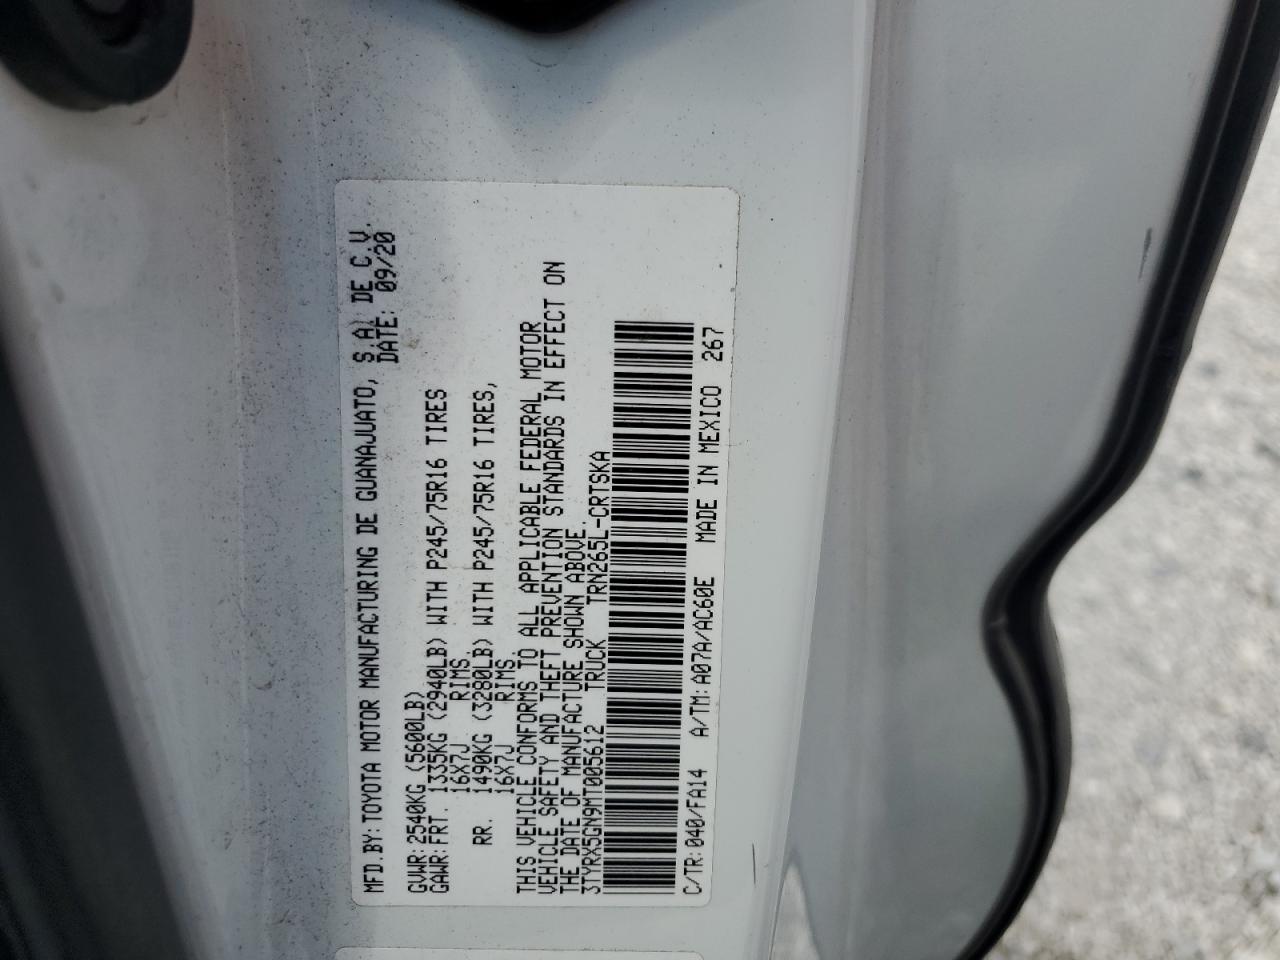 MFD.BY:TOYOTA MOTOR MANUFACTURING DE GUANAJUATO, S.A. DE C.V.
DATE: 09/20
GVWR:2540KG (5600LB)
GAWR:FRT. 1335KG (2940LB) WITH P245/75R16 TIRES
16X7J RIMS,
RR. 1490KG (3280LB) WITH P245/75R16 TIRES,
16X7J RIMS,
THIS VEHICLE CONFORMS TO ALL APPLICABLE FEDERAL MOTOR
VEHICLE SAFETY AND THEFT PREVENTION STANDARDS IN EFFECT ON
THE DATE OF MANUFACTURE SHOWN ABOVE.
3TYRX5GN9MT005612 TRUCK TRN265L-CRTSKA
C/TR:040/FA14 A/TM:A07A/AC60E MADE IN MEXICO 267